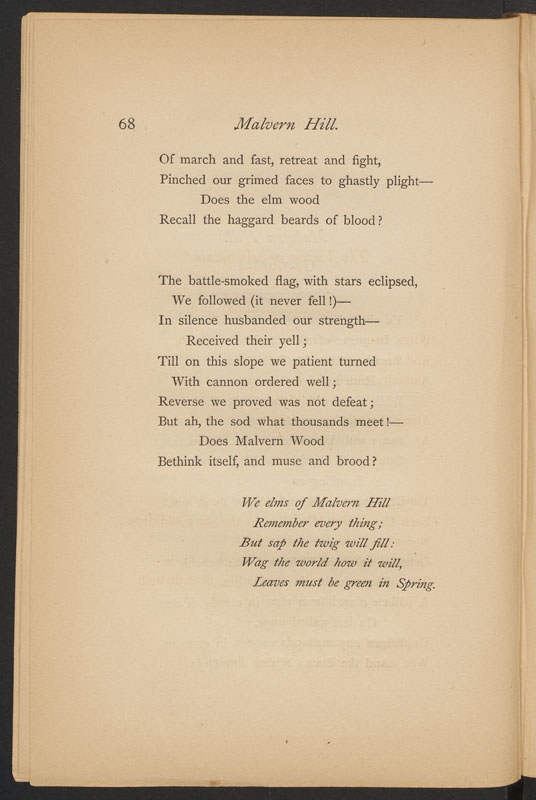 68 Malvern Hill.
Of march and fast, retreat and fight,
Pinched our grimed faces to ghastly plight—
Does the elm wood
Recall the haggard beards of blood?
The battle-smoked flag, with stars eclipsed,
We followed (it never fell!)—
In silence husbanded our strength—
Received their yell;
Till on this slope we patient turned
With cannon ordered well;
Reverse we proved was not defeat;
But ah, the sod what thousands meet!—
Does Malvern Wood
Bethink itself, and muse and brood?
We elms of Malvern Hill
Remember every thing;
But sap the twig will fill:
Wag the world how it will,
Leaves must be green in Spring.